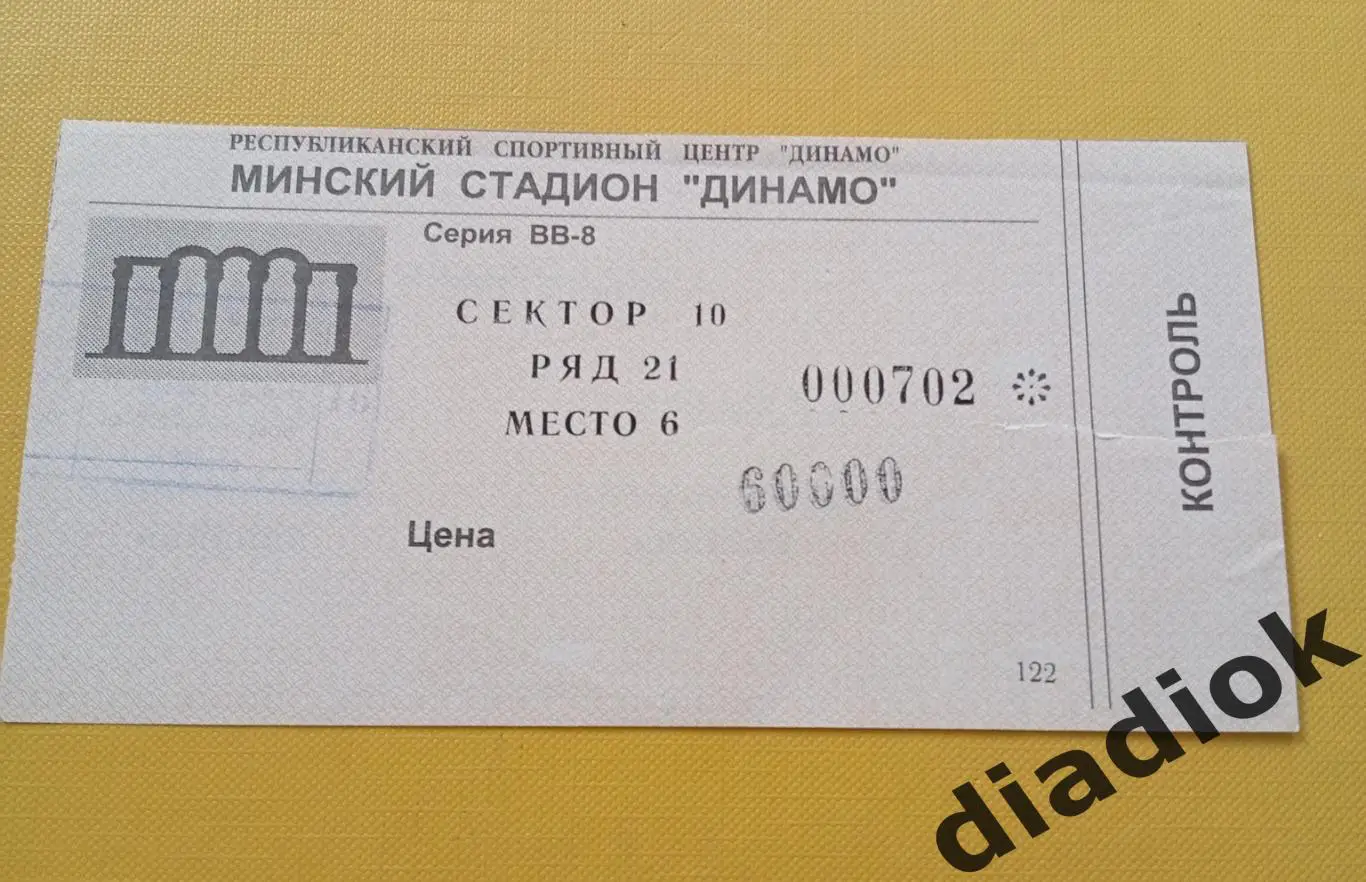 РЕСПУБЛИКАНСКИЙ СПОРТИВНЫЙ ЦЕНТР "ДИНАМО"
МИНСКИЙ СТАДИОН "ДИНАМО"
Серия ВВ-8
СЕКТОР 10
РЯД 21
МЕСТО 6
000702
60000
Цена
122
КОНТРОЛЬ
diadiok